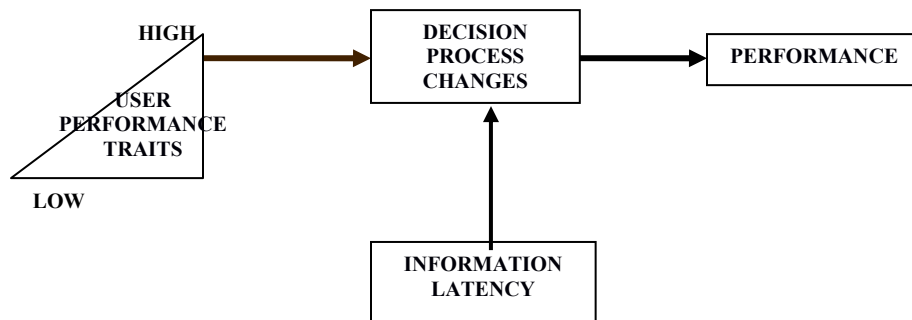 HIGH
USER
PERFORMANCE
TRAITS
LOW
DECISION
PROCESS
CHANGES
PERFORMANCE
INFORMATION
LATENCY